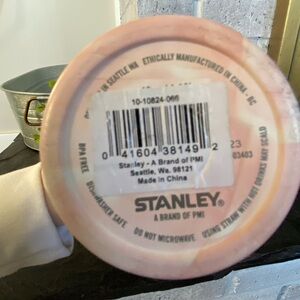 IN SEATTLE WA ETHICALLY MANUFACTURED IN CHINA.
10-10824-066
0 41604 38149 2
Stanley - A Brand of PMI
Seattle, Wa. 98121
Made in China
23
03403
STANLEY®
A BRAND OF PMI
BPA FREE. DISHWASHER SAFE
DO NOT MICROWAVE. USING STRAW WITH HOT DRINKS MAY SCALD